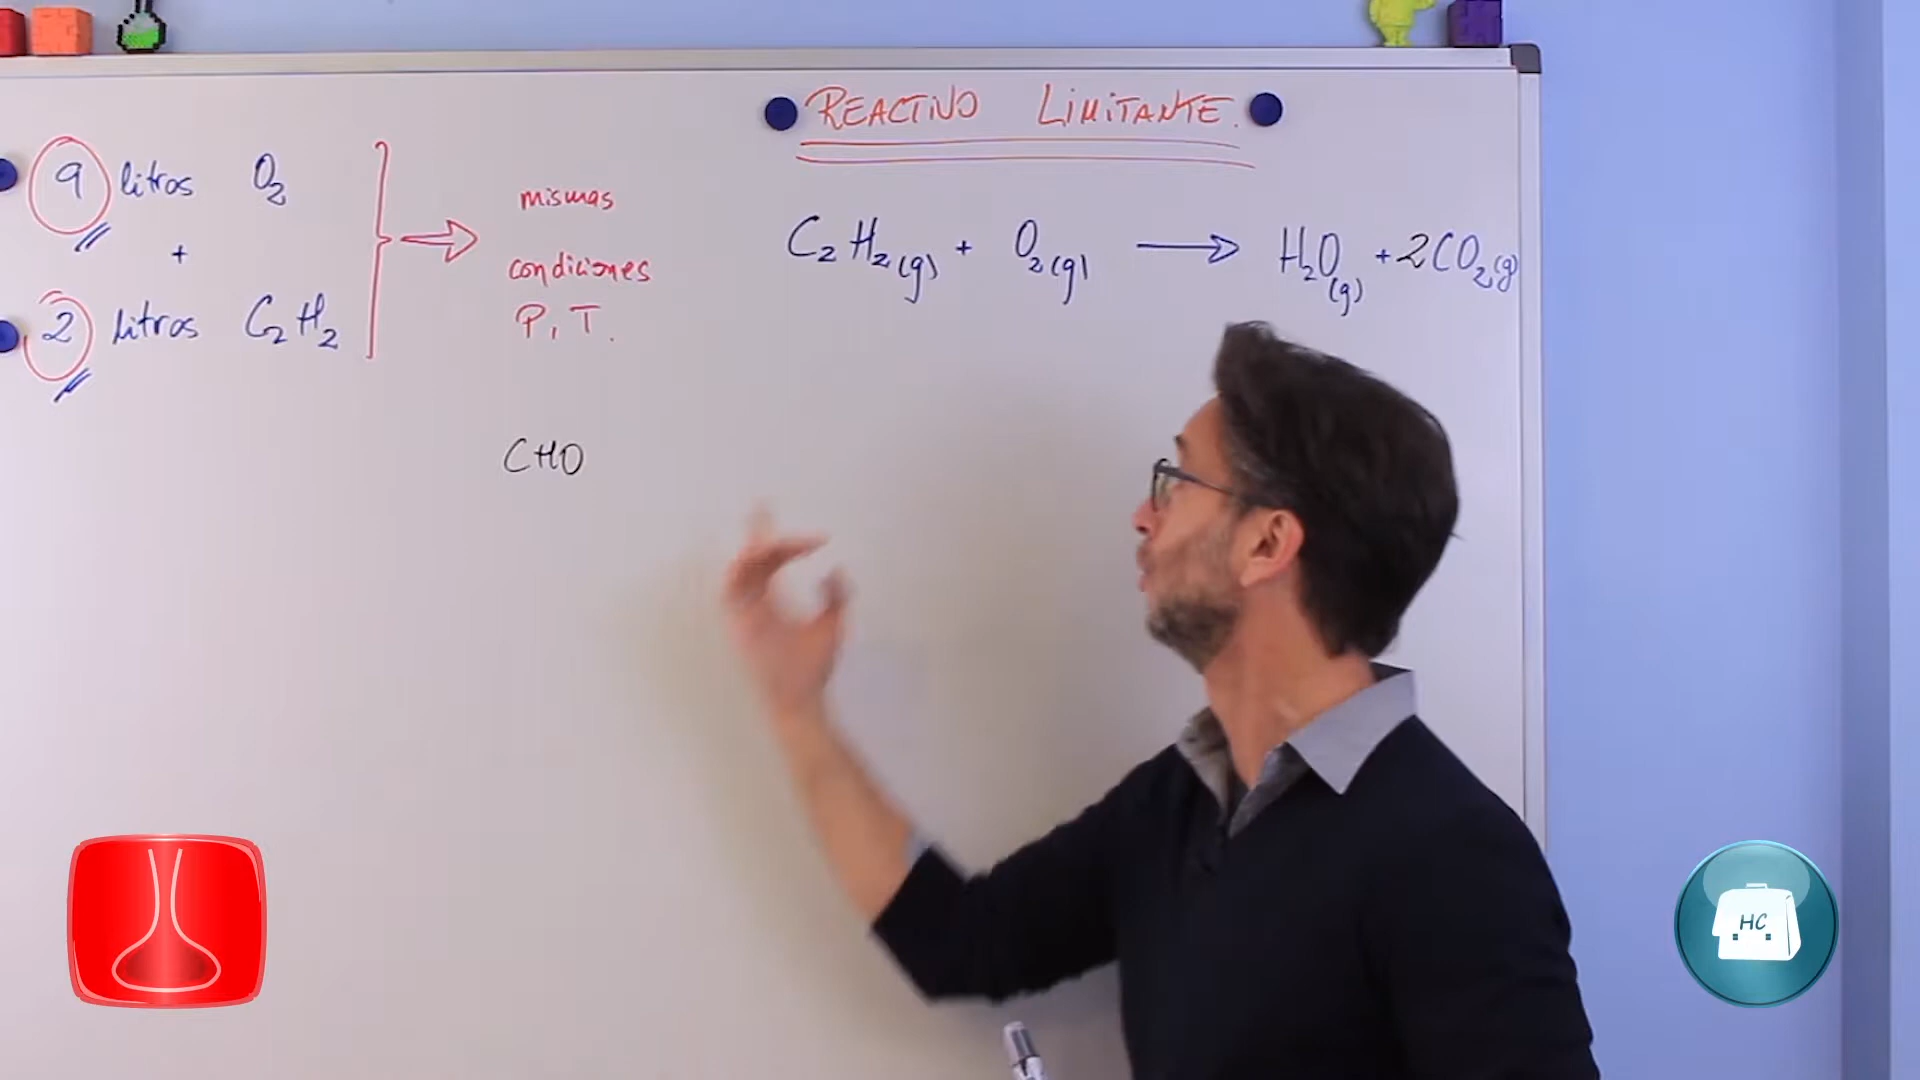 REACTIVO LIMITANTE.
9 litros O2
+
2 litros C2H2
mismas
condiciones
P, T.
C2H2(g) + O2(g) → H2O(g) + 2CO2(g)
CHO
HC